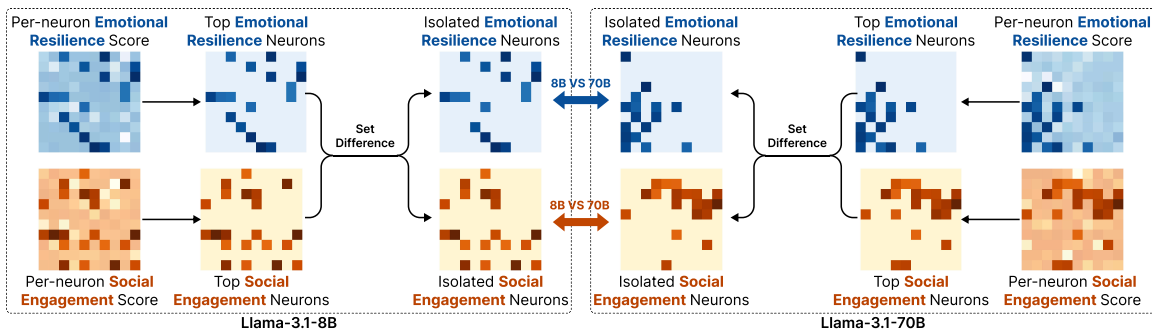 Per-neuron Emotional
Resilience Score
Top Emotional
Resilience Neurons
Isolated Emotional
Resilience Neurons
Isolated Emotional
Resilience Neurons
Top Emotional
Resilience Neurons
Per-neuron Emotional
Resilience Score
8B VS 70B
Set
Difference
Set
Difference
8B VS 70B
Per-neuron Social
Engagement Score
Top Social
Engagement Neurons
Isolated Social
Engagement Neurons
Isolated Social
Engagement Neurons
Top Social
Engagement Neurons
Per-neuron Social
Engagement Score
Llama-3.1-8B
Llama-3.1-70B